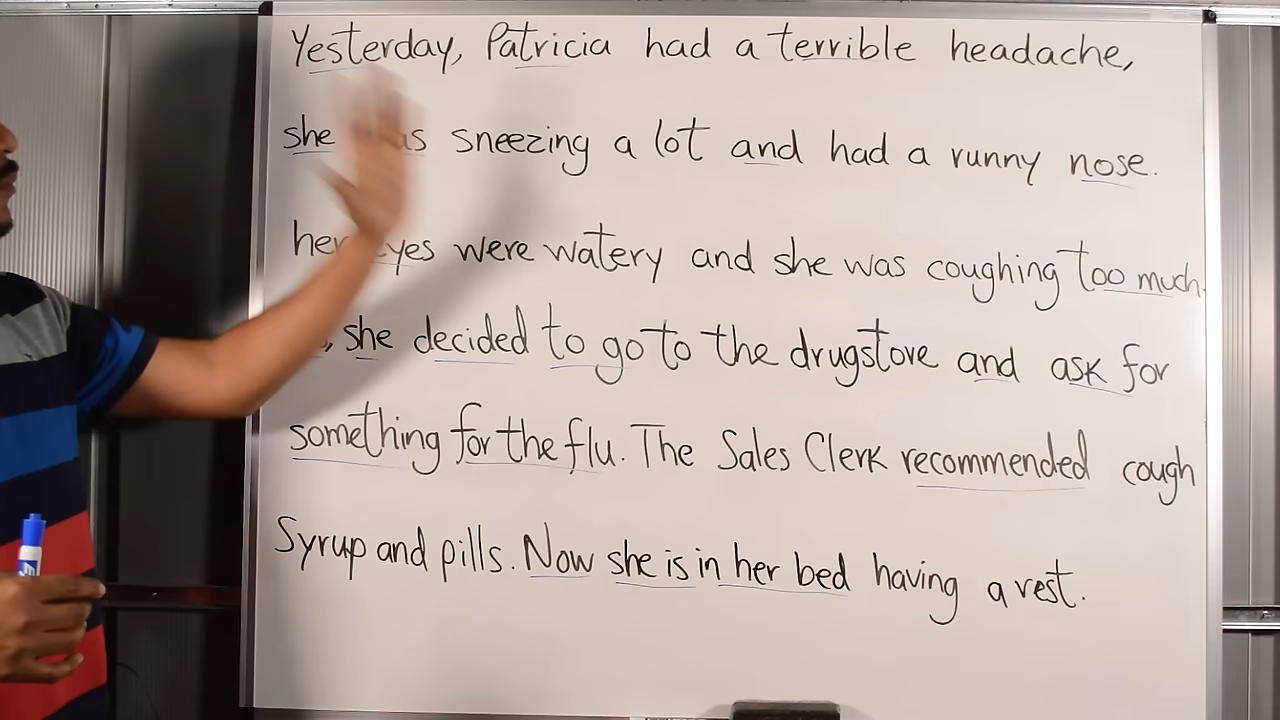 Yesterday, Patricia had a terrible headache,
she was sneezing a lot and had a runny nose.
her eyes were watery and she was coughing too much.
, she decided to go to the drugstore and ask for
something for the flu. The Sales Clerk recommended cough
Syrup and pills. Now she is in her bed having a rest.